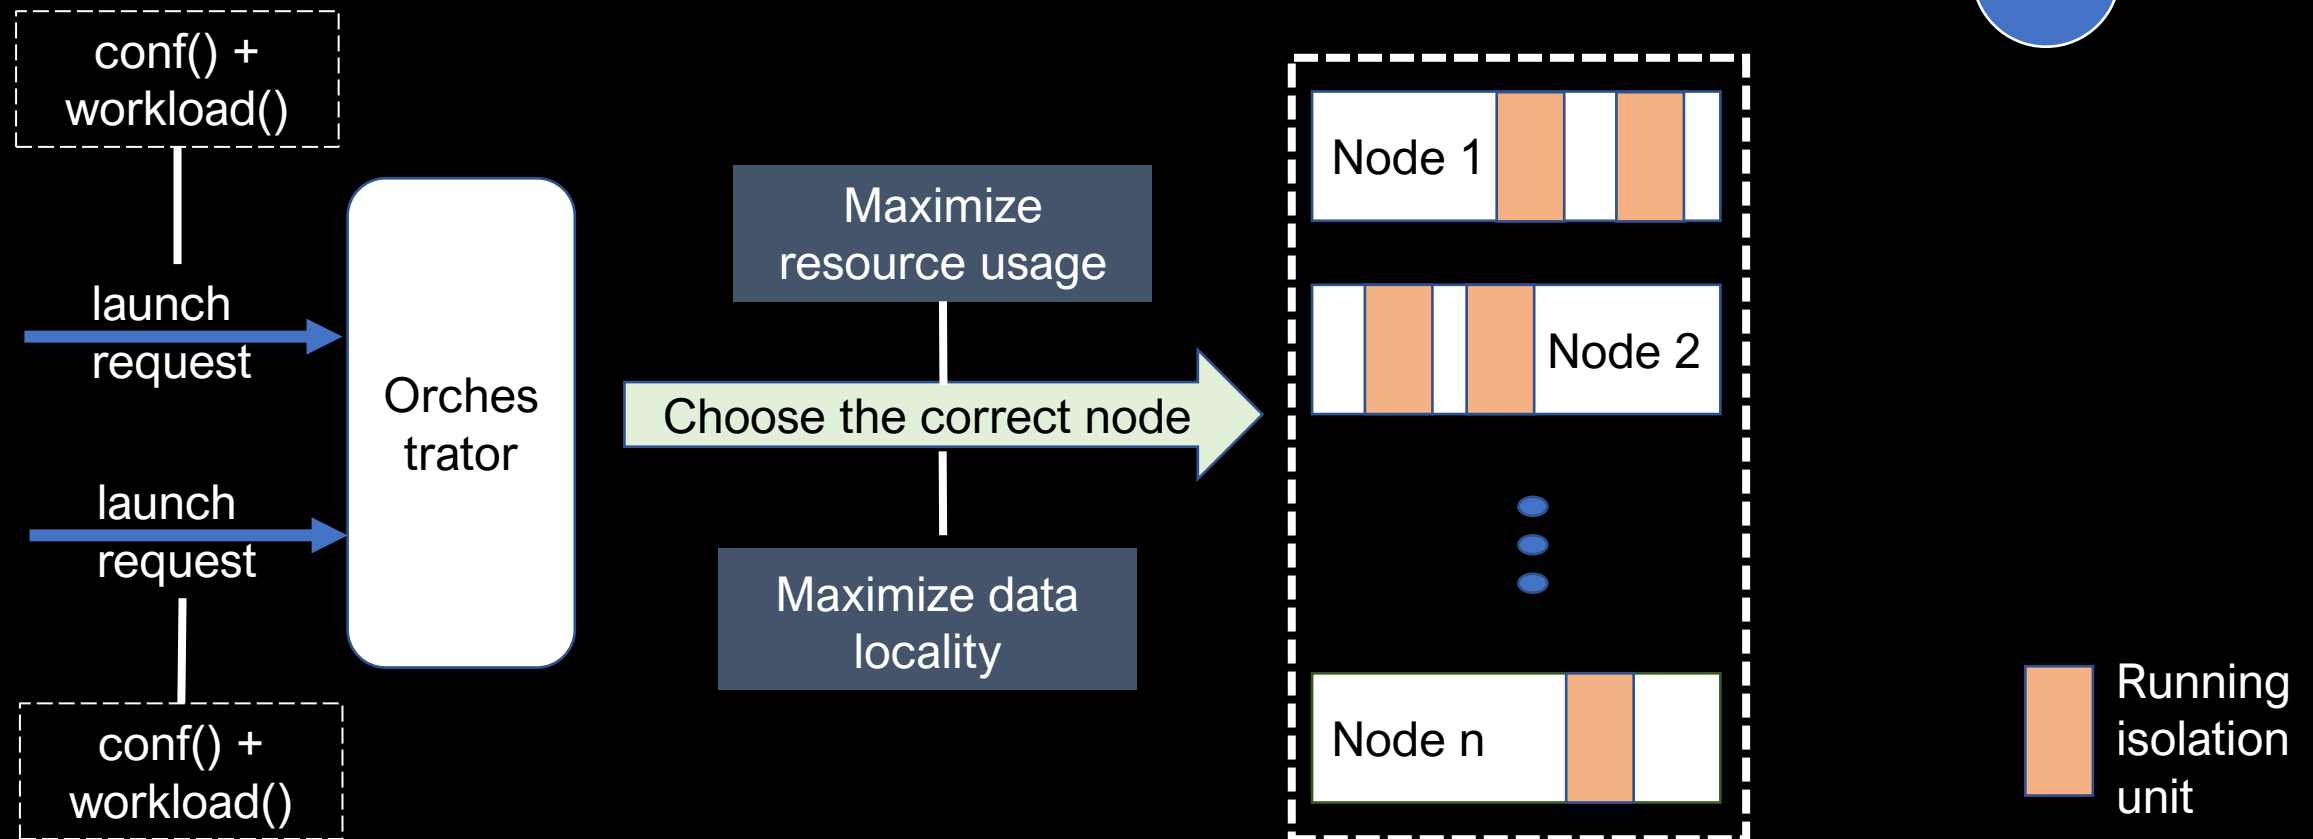 conf() +
workload()
launch
request
Orches
trator
launch
request
conf() +
workload()
Maximize
resource usage
Choose the correct node
Maximize data
locality
Node 1
Node 2
Node n
Running
isolation
unit